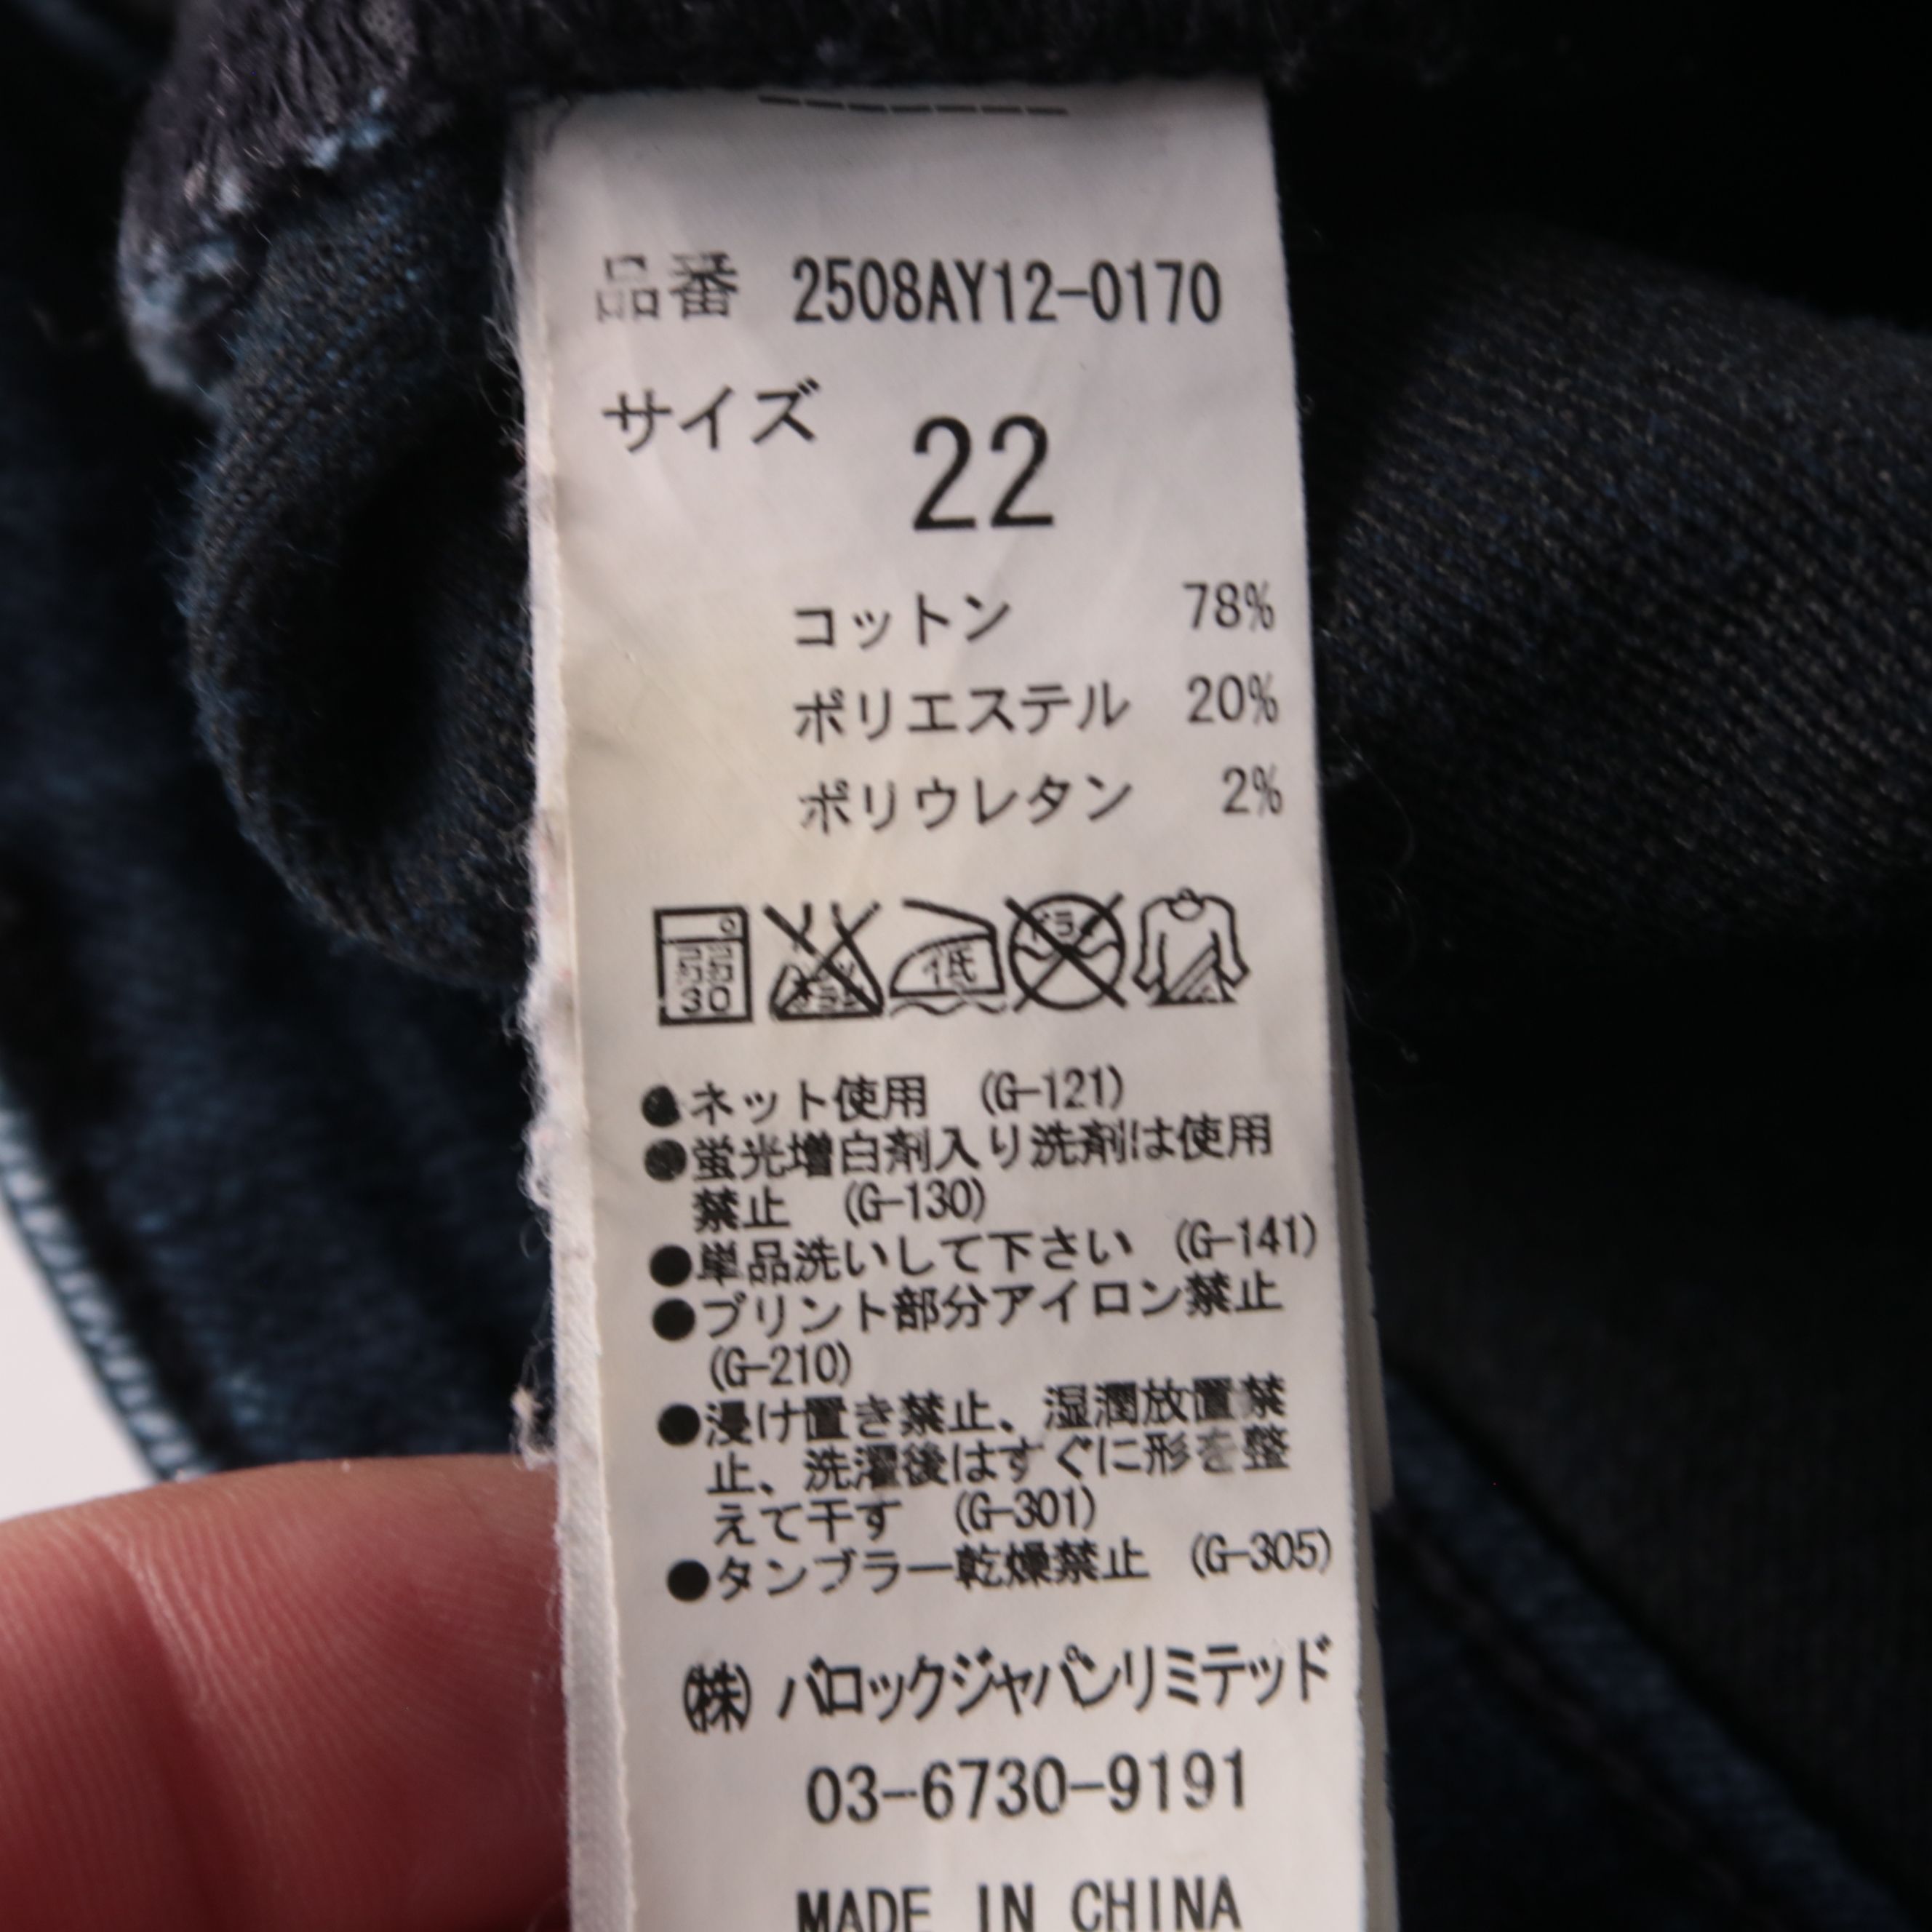 品番 2508AY12-0170
サイズ 22
コットン 78%
ポリエステル 20%
ポリウレタン 2%
30 低
●ネット使用 (G-121)
●蛍光増白剤入り洗剤は使用
禁止 (G-130)
●単品洗いして下さい (G-141)
●プリント部分アイロン禁止
(G-210)
●浸け置き禁止、湿潤放置禁
止、洗濯後はすぐに形を整
えて干す (G-301)
●タンブラー乾燥禁止 (G-305)
(株) バロックジャパンリミテッド
03-6730-9191
MADE IN CHINA